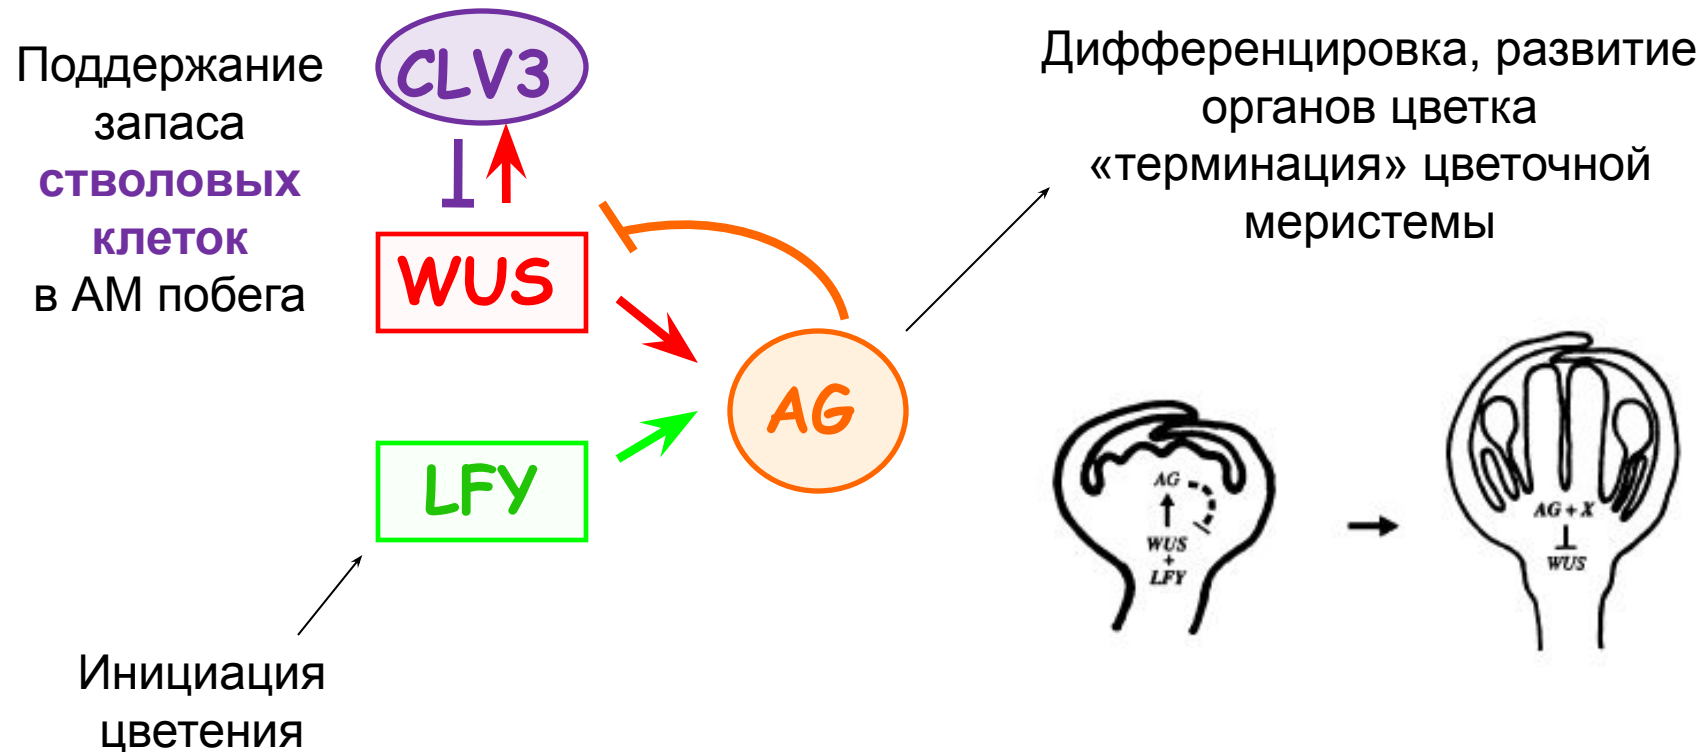 Поддержание
запаса
стволовых
клеток
в АМ побега
CLV3
WUS
LFY
AG
Инициация
цветения
Дифференцировка, развитие
органов цветка
«терминация» цветочной
меристемы
AG
WUS
+
LFY
AG + X
WUS